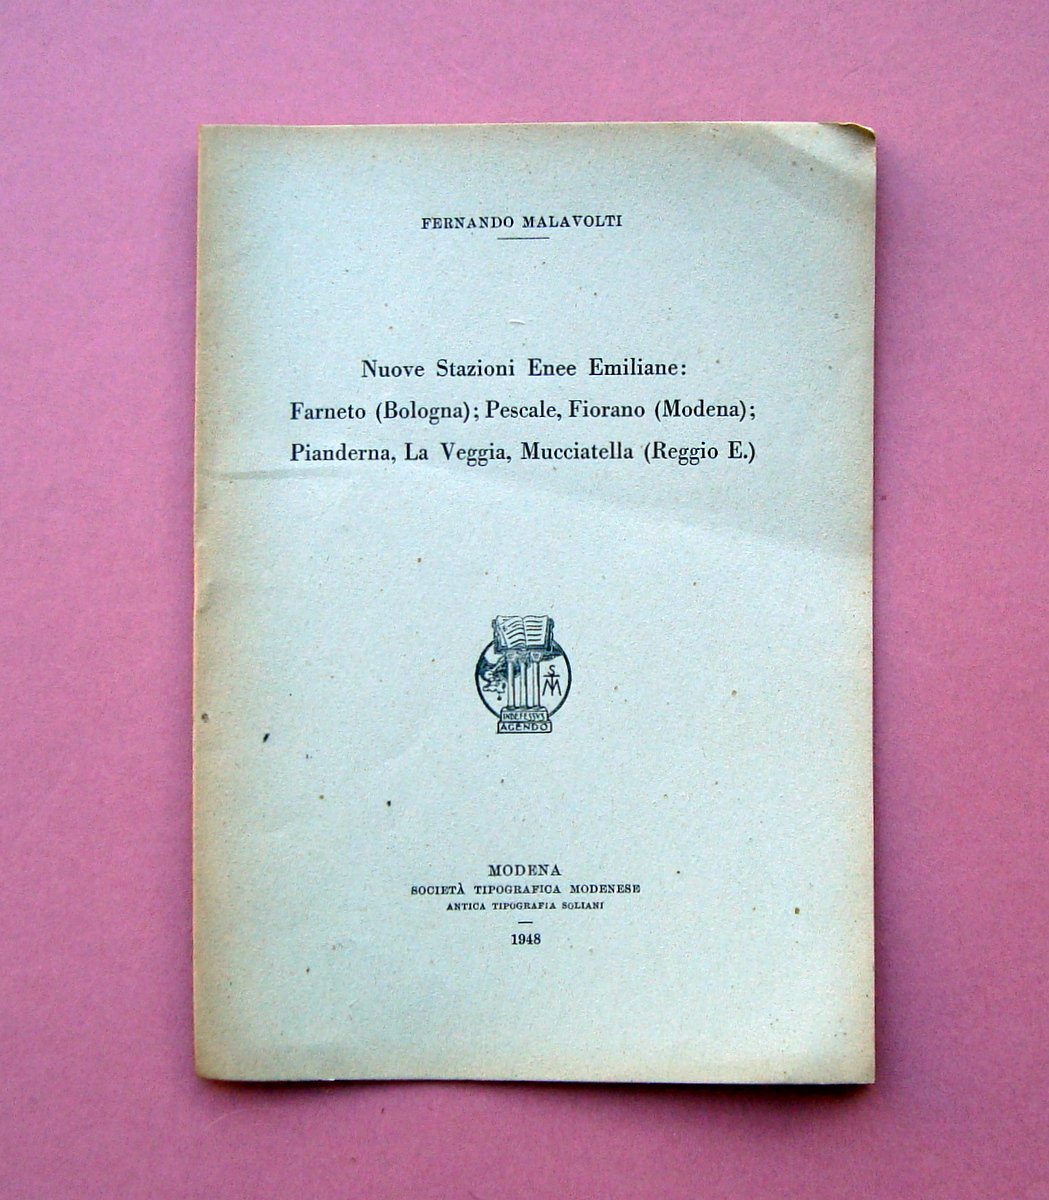 FERNANDO MALAVOLTI
Nuove Stazioni Enee Emiliane:
Farneto (Bologna); Pescale, Fiorano (Modena);
Pianderna, La Veggia, Mucciatella (Reggio E.)
STM
INDEFESSVS
AGENDO
MODENA
SOCIETÀ TIPOGRAFICA MODENESE
ANTICA TIPOGRAFIA SOLIANI
1948